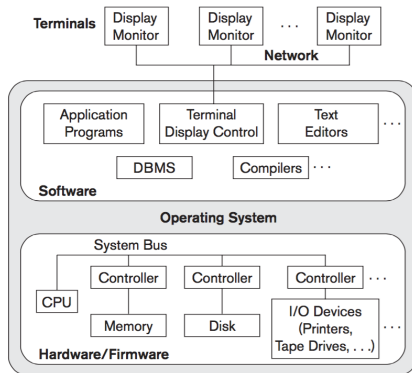 Terminals
Display
Monitor
Display
Monitor
. . .
Display
Monitor
Network
Application
Programs
Terminal
Display Control
Text
Editors
. . .
DBMS
Compilers
. . .
Software
Operating System
System Bus
Controller
Controller
Controller
. . .
CPU
Memory
Disk
I/O Devices
(Printers,
Tape Drives, . . .)
. . .
Hardware/Firmware